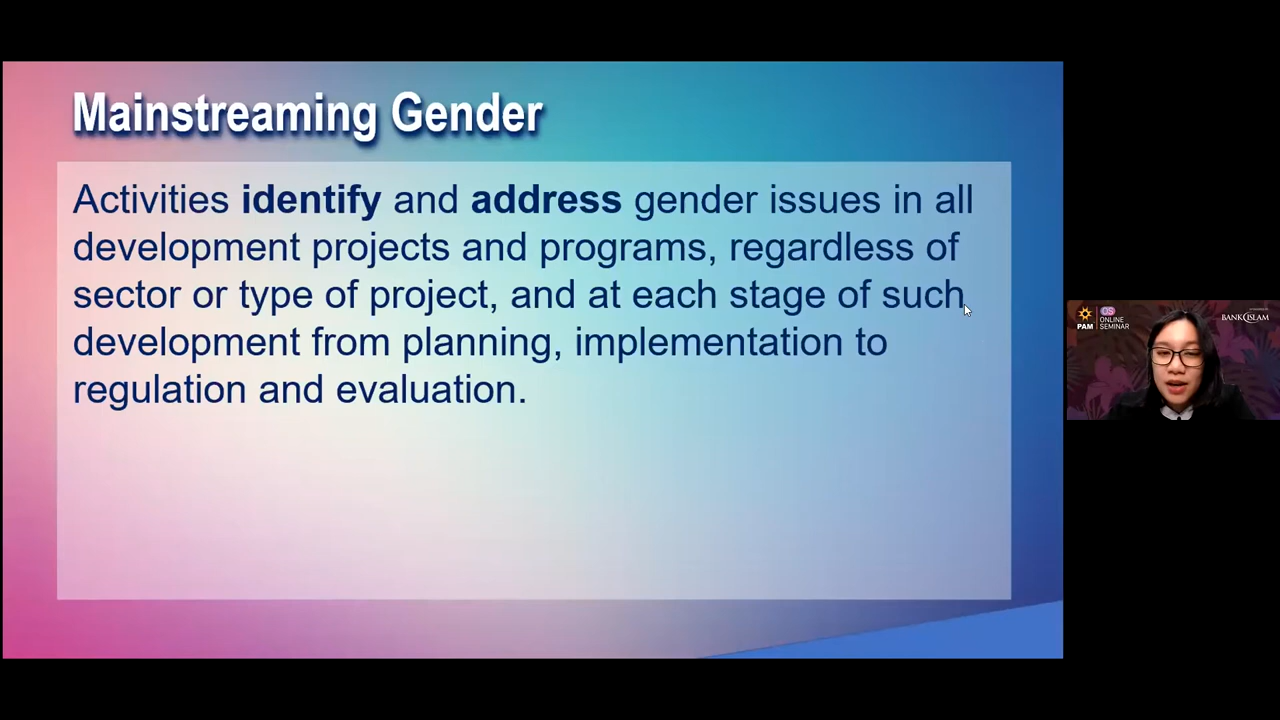 Mainstreaming Gender
Activities identify and address gender issues in all
development projects and programs, regardless of
sector or type of project, and at each stage of such
development from planning, implementation to
regulation and evaluation.
PAM
OS
ONLINE
SEMINAR
BANK ISLAM